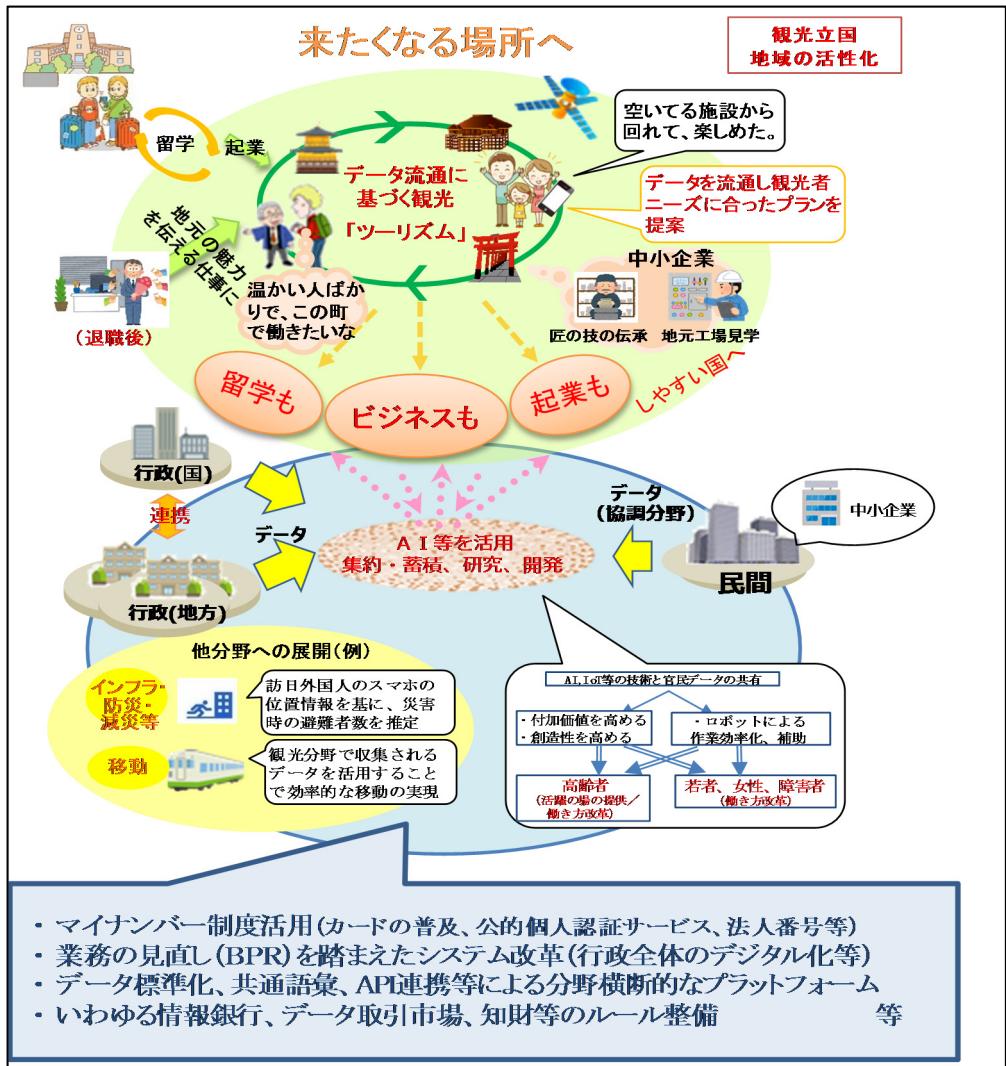 来たくなる場所へ
観光立国
地域の活性化
留学
起業
空いてる施設から
回れて、楽しめた。
データ流通に
基づく観光
「ツーリズム」
データを流通し観光者
ニーズに合ったプランを
提案
地元の魅力
を伝える仕事に
(退職後)
温かい人ばか
りで、この町
で働きたいな
中小企業
匠の技の伝承
地元工場見学
留学も
ビジネスも
起業も
しやすい国へ
行政(国)
連携
行政(地方)
データ
データ
(協調分野)
中小企業
民間
AI等を活用
集約・蓄積、研究、開発
他分野への展開(例)
インフラ・
防災・
減災等
訪日外国人のスマホの
位置情報を基に、災害
時の避難者数を推定
移動
観光分野で収集される
データを活用すること
で効率的な移動の実現
AI,IoT等の技術と官民データの共有
・付加価値を高める
・創造性を高める
・ロボットによる
作業効率化、補助
高齢者
(活躍の場の提供/
働き方改革)
若者、女性、障害者
(働き方改革)
・マイナンバー制度活用(カードの普及、公的個人認証サービス、法人番号等)
・業務の見直し(BPR)を踏まえたシステム改革(行政全体のデジタル化等)
・データ標準化、共通語彙、API連携等による分野横断的なプラットフォーム
・いわゆる情報銀行、データ取引市場、知財等のルール整備 等